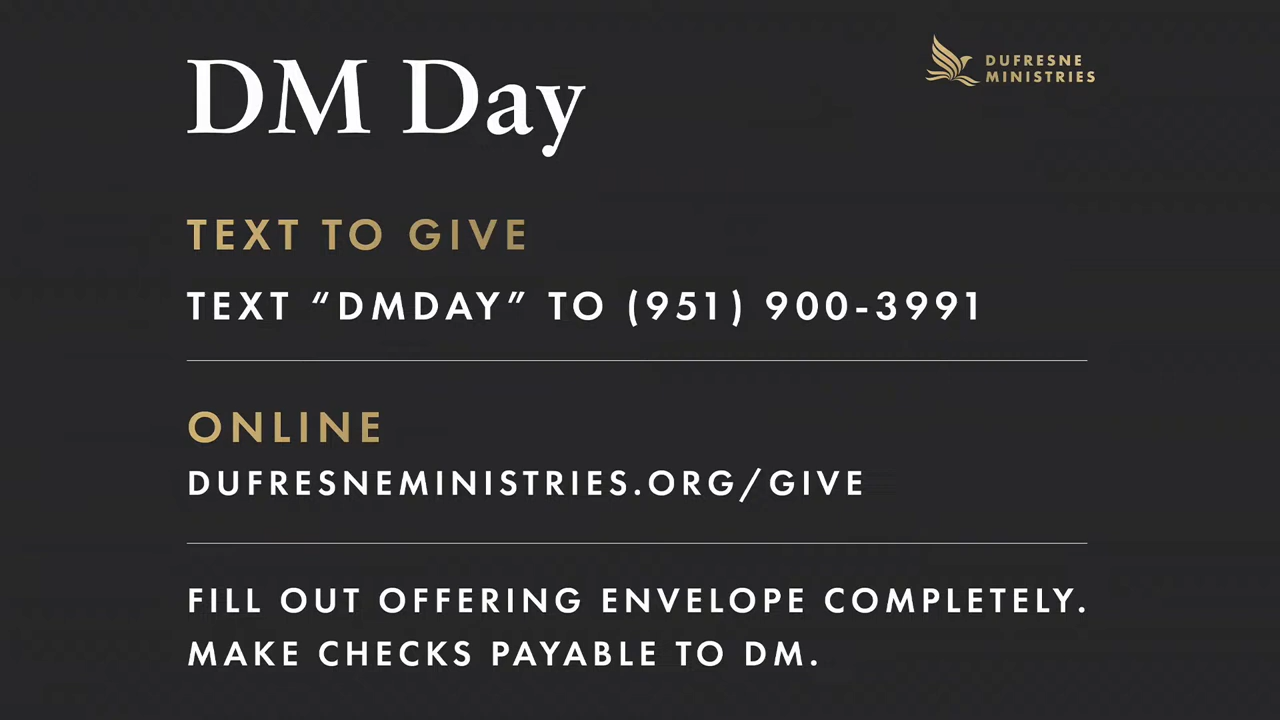 DM Day
DUFRESNE
MINISTRIES
TEXT TO GIVE
TEXT “DMDAY” TO (951) 900-3991
ONLINE
DUFRESNEMINISTRIES.ORG/GIVE
FILL OUT OFFERING ENVELOPE COMPLETELY.
MAKE CHECKS PAYABLE TO DM.